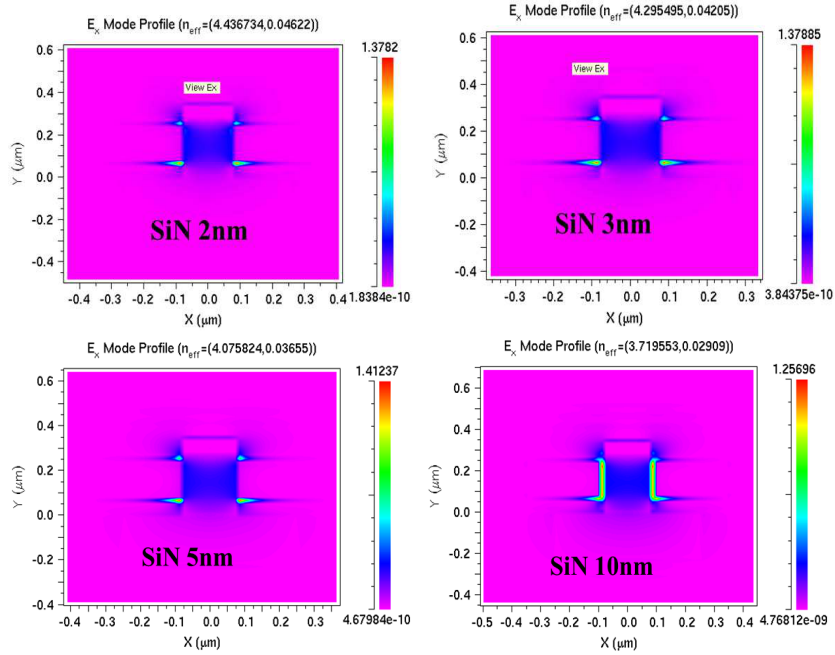 E_x Mode Profile (n_eff=(4.436734,0.04622))
1.3782
0.6
View Ex
0.4
0.2
Y (μm)
0.0
-0.2
SiN 2nm
-0.4
1.8384e-10
-0.4 -0.3 -0.2 -0.1 0.0 0.1 0.2 0.3 0.4
X (μm)
E_x Mode Profile (n_eff=(4.295495,0.04205))
1.37885
0.6
View Ex
0.4
0.2
Y (μm)
0.0
-0.2
SiN 3nm
-0.4
3.84375e-10
-0.3 -0.2 -0.1 0.0 0.1 0.2 0.3
X (μm)
E_x Mode Profile (n_eff=(4.075824,0.03655))
1.41237
0.6
0.4
0.2
Y (μm)
0.0
-0.2
SiN 5nm
-0.4
4.67984e-10
-0.4 -0.3 -0.2 -0.1 0.0 0.1 0.2 0.3
X (μm)
E_x Mode Profile (n_eff=(3.719553,0.02909))
1.25696
0.6
0.4
0.2
Y (μm)
0.0
-0.2
SiN 10nm
-0.4
4.76812e-09
-0.5 -0.4 -0.3 -0.2 -0.1 0.0 0.1 0.2 0.3 0.4
X (μm)